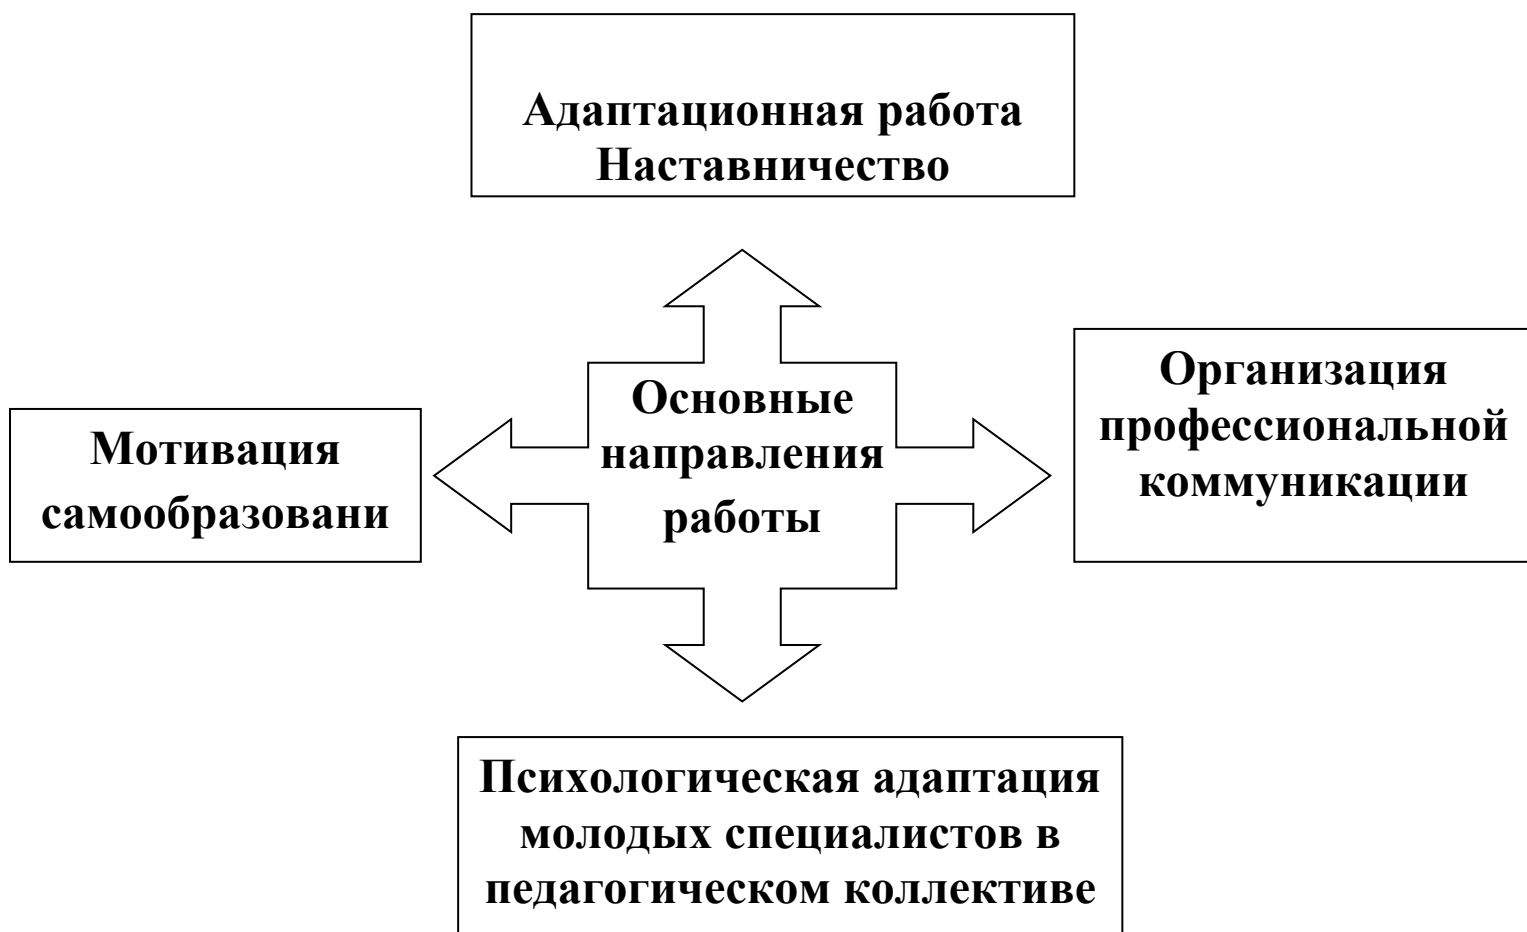 Адаптационная работа
Наставничество
Основные
направления
работы
Мотивация
самообразовани
Организация
профессиональной
коммуникации
Психологическая адаптация
молодых специалистов в
педагогическом коллективе